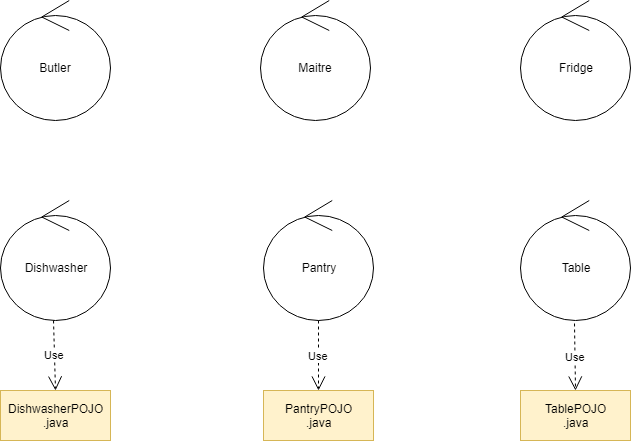 Butler
Maitre
Fridge
Dishwasher
Pantry
Table
Use
Use
Use
DishwasherPOJO
.java
PantryPOJO
.java
TablePOJO
.java